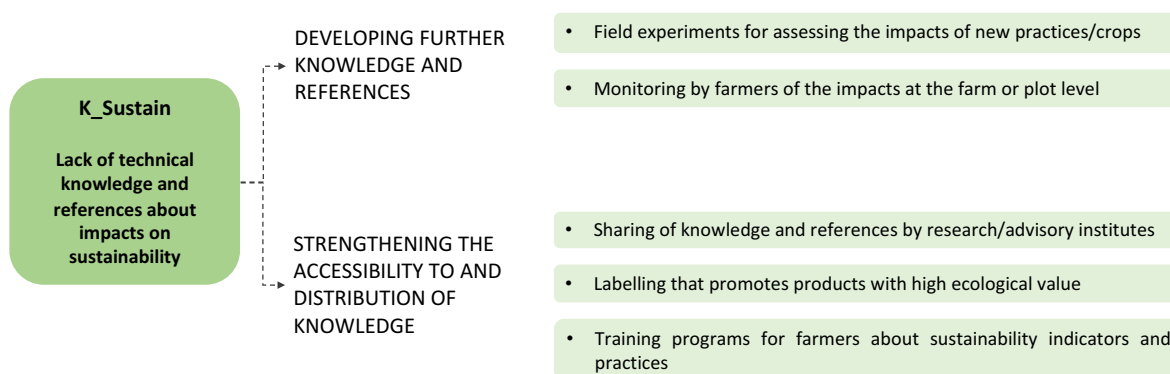 K_Sustain
Lack of technical
knowledge and
references about
impacts on
sustainability
DEVELOPING FURTHER
KNOWLEDGE AND
REFERENCES
• Field experiments for assessing the impacts of new practices/crops
• Monitoring by farmers of the impacts at the farm or plot level
STRENGTHENING THE
ACCESSIBILITY TO AND
DISTRIBUTION OF
KNOWLEDGE
• Sharing of knowledge and references by research/advisory institutes
• Labelling that promotes products with high ecological value
• Training programs for farmers about sustainability indicators and
practices